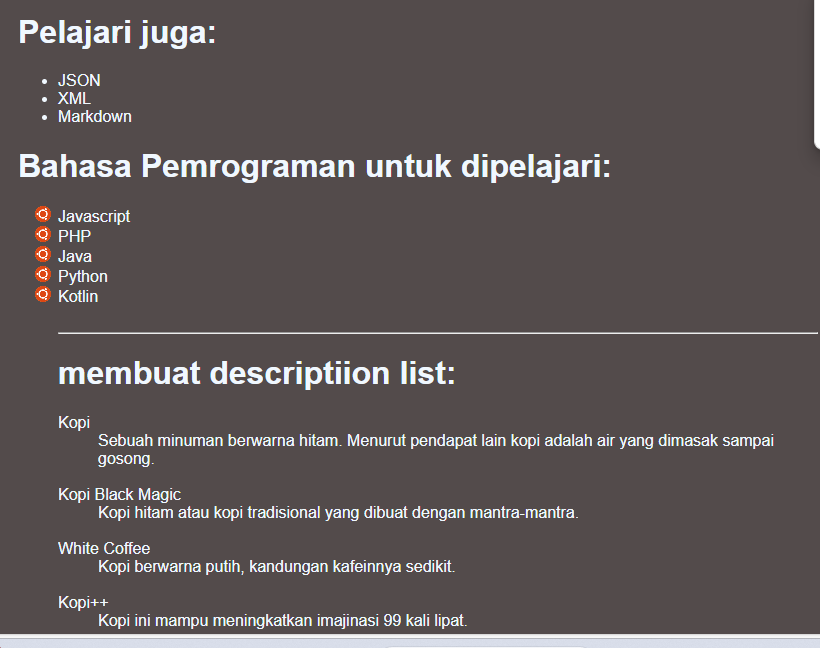 Pelajari juga:
JSON
XML
Markdown
Bahasa Pemrograman untuk dipelajari:
Javascript
PHP
Java
Python
Kotlin
membuat descriptiion list:
Kopi
Sebuah minuman berwarna hitam. Menurut pendapat lain kopi adalah air yang dimasak sampai
gosong.
Kopi Black Magic
Kopi hitam atau kopi tradisional yang dibuat dengan mantra-mantra.
White Coffee
Kopi berwarna putih, kandungan kafeinnya sedikit.
Kopi++
Kopi ini mampu meningkatkan imajinasi 99 kali lipat.